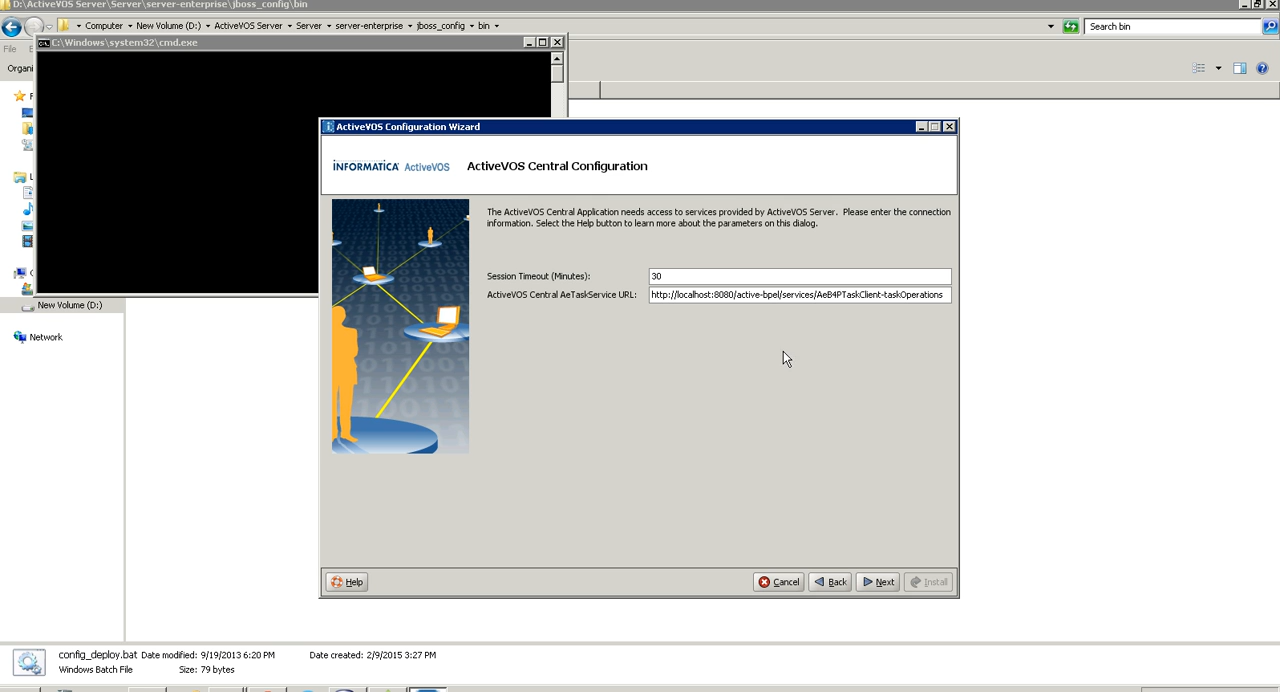 D:\ActiveVOS Server\Server\server-enterprise\jboss_config\bin
Computer New Volume (D:) ActiveVOS Server Server server-enterprise jboss_config bin
Search bin
File
C:\Windows\system32\cmd.exe
Organi
ActiveVOS Configuration Wizard
INFORMATICA ActiveVOS
ActiveVOS Central Configuration
The ActiveVOS Central Application needs access to services provided by ActiveVOS Server. Please enter the connection
information. Select the Help button to learn more about the parameters on this dialog.
Session Timeout (Minutes):
30
ActiveVOS Central AeTaskService URL:
http://localhost:8080/active-bpel/services/AeB4PTaskClient-taskOperations
New Volume (D:)
Network
Help
Cancel
Back
Next
Install
config_deploy.bat Date modified: 9/19/2013 6:20 PM Date created: 2/9/2015 3:27 PM
Windows Batch File Size: 79 bytes